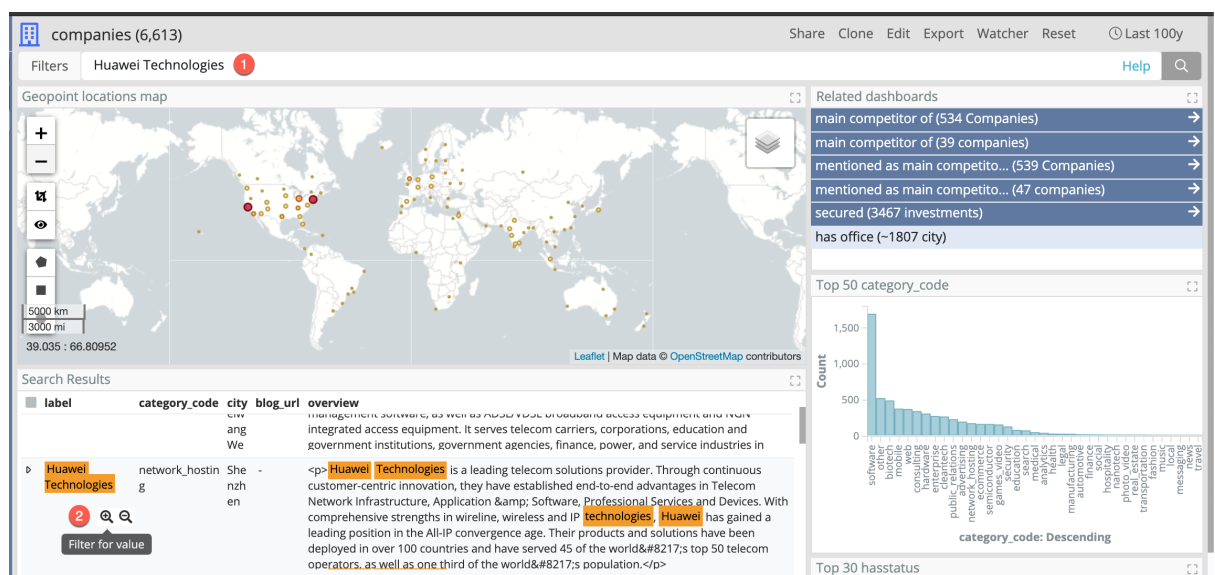 companies (6,613)
Share Clone Edit Export Watcher Reset Last 100y
Filters Huawei Technologies 1 Help
Geopoint locations map
+
−
5000 km
3000 mi
39.035 : 66.80952
Leaflet | Map data © OpenStreetMap contributors
Related dashboards
main competitor of (534 Companies)
main competitor of (39 companies)
mentioned as main competito... (539 Companies)
mentioned as main competito... (47 companies)
secured (3467 investments)
has office (~1807 city)
Top 50 category_code
Count
1,500
1,000
500
0
software
other
biotech
mobile
web
consulting
hardware
enterprise
cleantech
public_relations
advertising
network_hosting
ecommerce
semiconductor
games_video
security
education
search
medical
analytics
health
legal
manufacturing
automotive
finance
social
hospitality
nanotech
photo_video
real_estate
transportation
fashion
music
messaging
local
news
travel
category_code: Descending
Top 30 hasstatus
Search Results
label category_code city blog_url overview
ang
We
management software, as well as ADSL/VDSL broadband access equipment and NGN
integrated access equipment. It serves telecom carriers, corporations, education and
government institutions, government agencies, finance, power, and service industries in
Huawei
Technologies
network_hostin
g
She
nzh
en
-
<p> Huawei Technologies is a leading telecom solutions provider. Through continuous
customer-centric innovation, they have established end-to-end advantages in Telecom
Network Infrastructure, Application &amp; Software, Professional Services and Devices. With
comprehensive strengths in wireline, wireless and IP technologies, Huawei has gained a
leading position in the All-IP convergence age. Their products and solutions have been
deployed in over 100 countries and have served 45 of the world&#8217;s top 50 telecom
operators, as well as one third of the world&#8217;s population.</p>
2
Filter for value